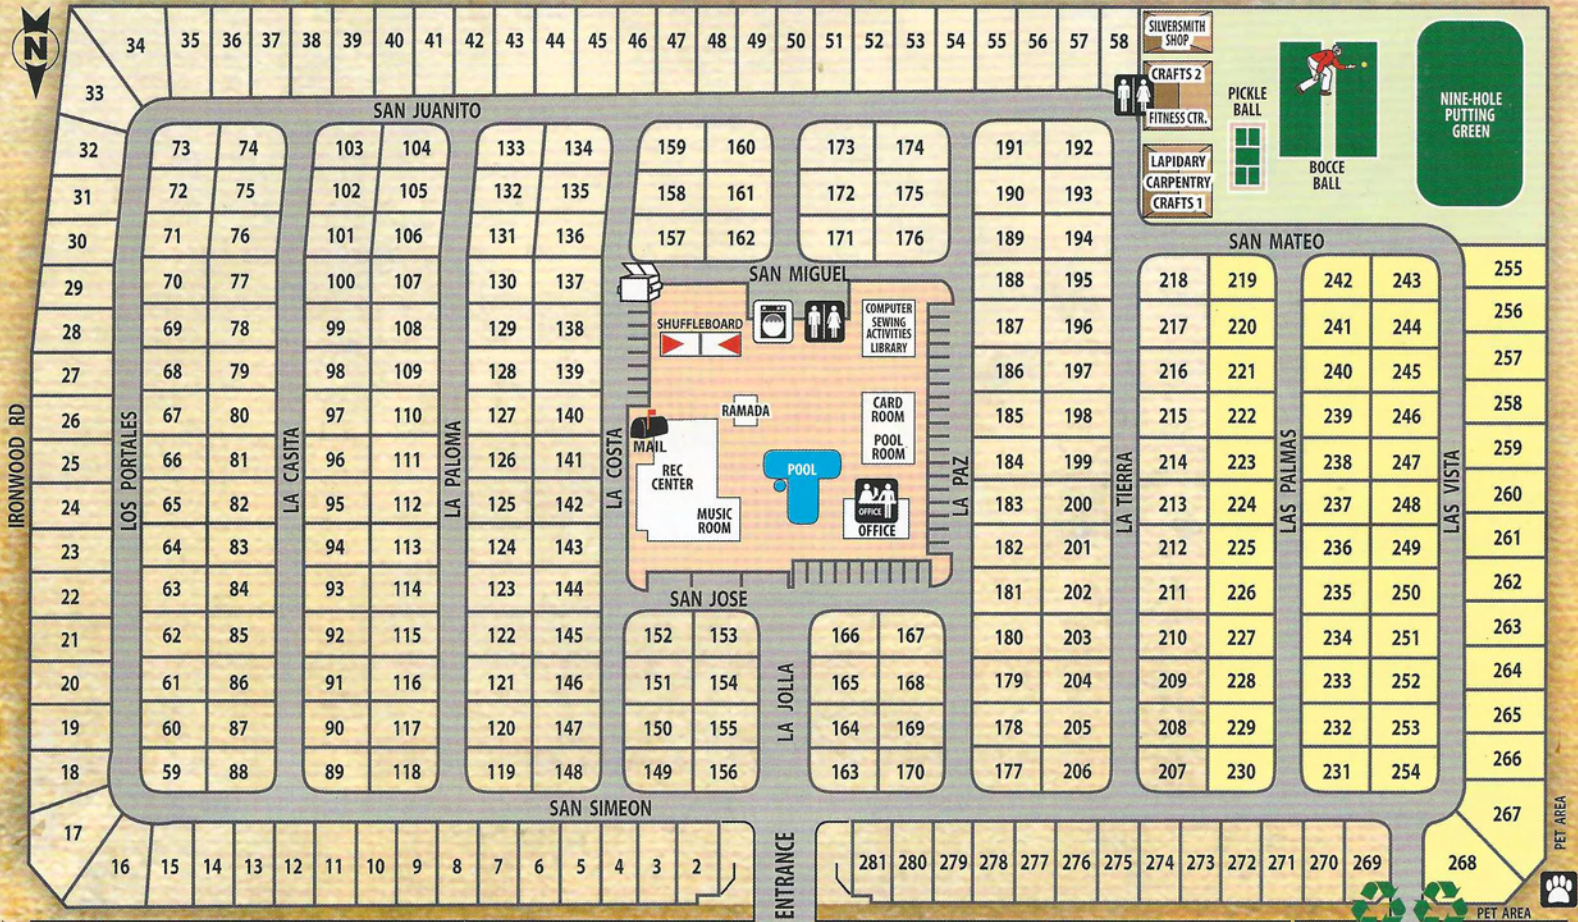 N
34 35 36 37 38 39 40 41 42 43 44 45 46 47 48 49 50 51 52 53 54 55 56 57 58
SILVERSMITH
SHOP
CRAFTS 2
FITNESS CTR.
LAPIDARY
CARPENTRY
CRAFTS 1
PICKLE
BALL
BOCCE
BALL
NINE-HOLE
PUTTING
GREEN
33
SAN JUANITO
32
31
30
29
28
27
26
25
24
23
22
21
20
19
18
17
IRONWOOD RD
LOS PORTALES
73 74
72 75
71 76
70 77
69 78
68 79
67 80
66 81
65 82
64 83
63 84
62 85
61 86
60 87
59 88
LA CASITA
103 104
102 105
101 106
100 107
99 108
98 109
97 110
96 111
95 112
94 113
93 114
92 115
91 116
90 117
89 118
LA PALOMA
133 134
132 135
131 136
130 137
129 138
128 139
127 140
126 141
125 142
124 143
123 144
122 145
121 146
120 147
119 148
LA COSTA
159 160
158 161
157 162
173 174
172 175
171 176
SAN MIGUEL
SHUFFLEBOARD
COMPUTER
SEWING
ACTIVITIES
LIBRARY
RAMADA
CARD
ROOM
POOL
ROOM
MAIL
REC
CENTER
MUSIC
ROOM
POOL
OFFICE
OFFICE
SAN JOSE
152 153
151 154
150 155
149 156
LA JOLLA
166 167
165 168
164 169
163 170
LA PAZ
191 192
190 193
189 194
188 195
187 196
186 197
185 198
184 199
183 200
182 201
181 202
180 203
179 204
178 205
177 206
LA TIERRA
SAN MATEO
218 219
217 220
216 221
215 222
214 223
213 224
212 225
211 226
210 227
209 228
208 229
207 230
LAS PALMAS
242 243
241 244
240 245
239 246
238 247
237 248
236 249
235 250
234 251
233 252
232 253
231 254
LAS VISTA
255
256
257
258
259
260
261
262
263
264
265
266
267
268
PET AREA
SAN SIMEON
16 15 14 13 12 11 10 9 8 7 6 5 4 3 2
ENTRANCE
281 280 279 278 277 276 275 274 273 272 271 270 269
PET AREA